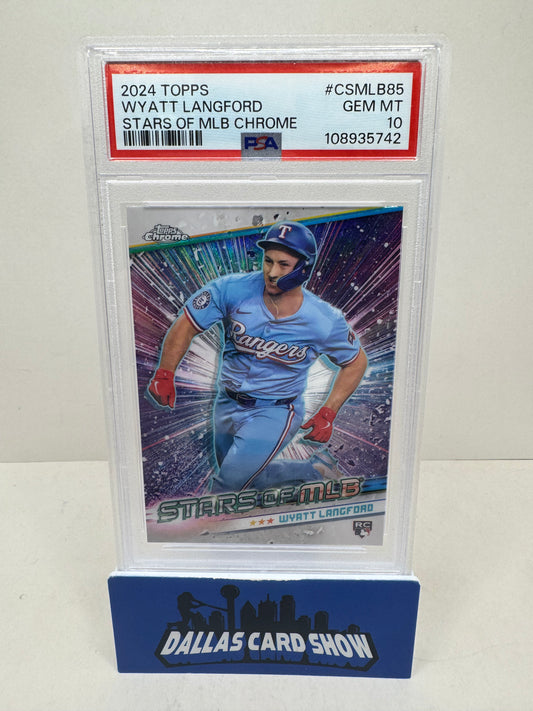 2024 TOPPS #CSMLB85
WYATT LANGFORD GEM MT
STARS OF MLB CHROME 10
PSA 108935742
Topps
Chrome
T
Rangers
STARS OF MLB
WYATT LANGFORD
RC
DALLAS CARD SHOW